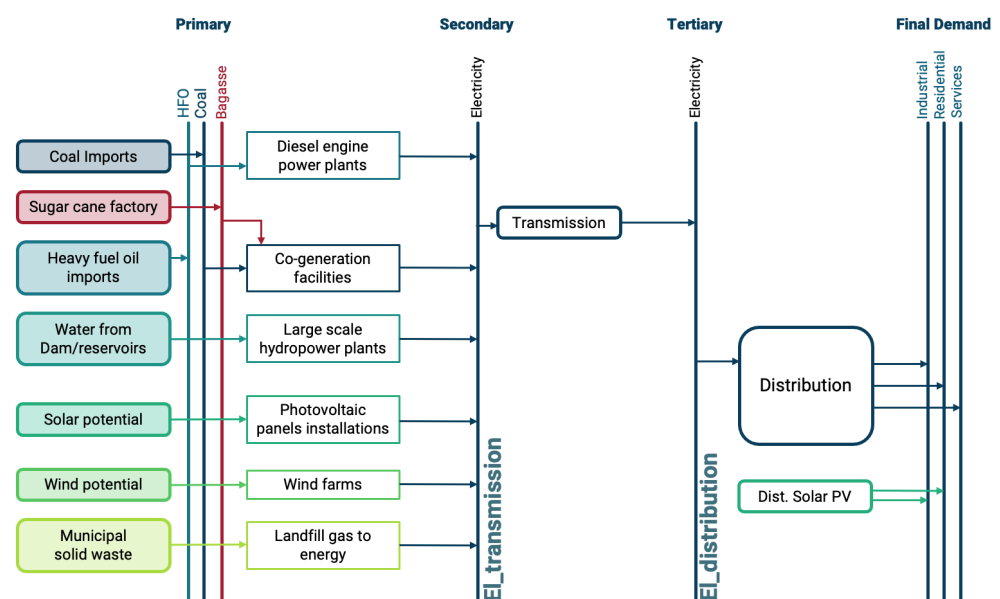 Primary
Secondary
Tertiary
Final Demand
HFO
Coal
Bagasse
Electricity
Electricity
Industrial
Residential
Services
Coal Imports
Diesel engine
power plants
Sugar cane factory
Transmission
Heavy fuel oil
imports
Co-generation
facilities
Water from
Dam/reservoirs
Large scale
hydropower plants
Distribution
Solar potential
Photovoltaic
panels installations
Wind potential
Wind farms
Dist. Solar PV
Municipal
solid waste
Landfill gas to
energy
El_transmission
El_distribution